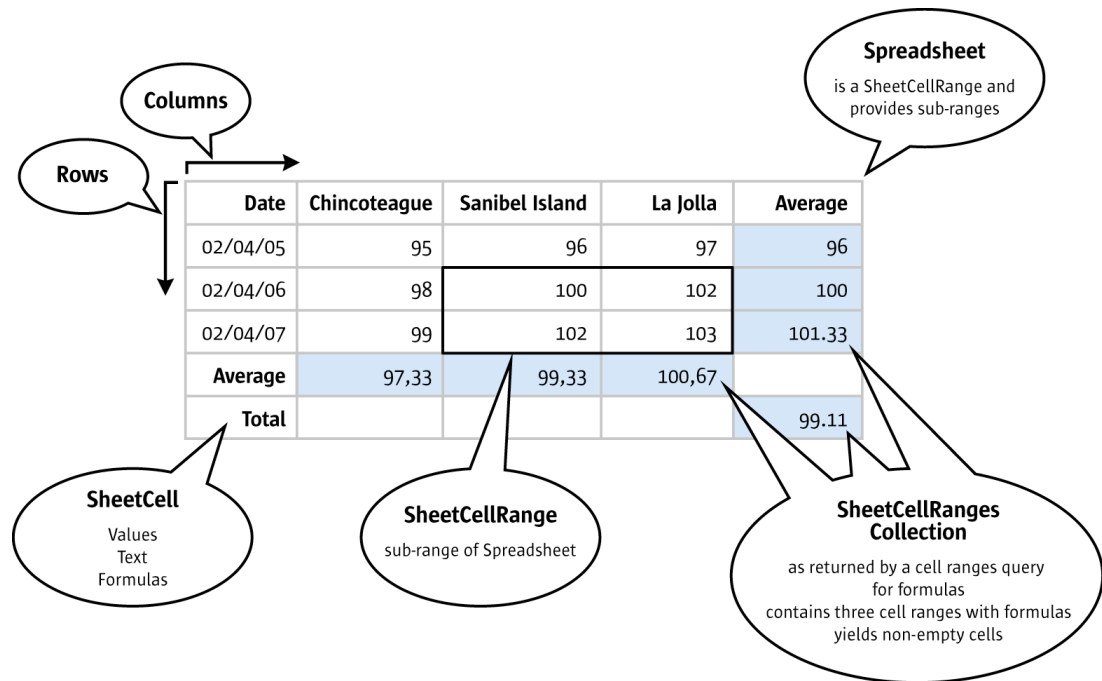 Spreadsheet
is a SheetCellRange and
provides sub-ranges
Columns
Rows
Date Chincoteague Sanibel Island La Jolla Average
02/04/05 95 96 97 96
02/04/06 98 100 102 100
02/04/07 99 102 103 101.33
Average 97,33 99,33 100,67
Total 99.11
SheetCell
Values
Text
Formulas
SheetCellRange
sub-range of Spreadsheet
SheetCellRanges
Collection
as returned by a cell ranges query
for formulas
contains three cell ranges with formulas
yields non-empty cells